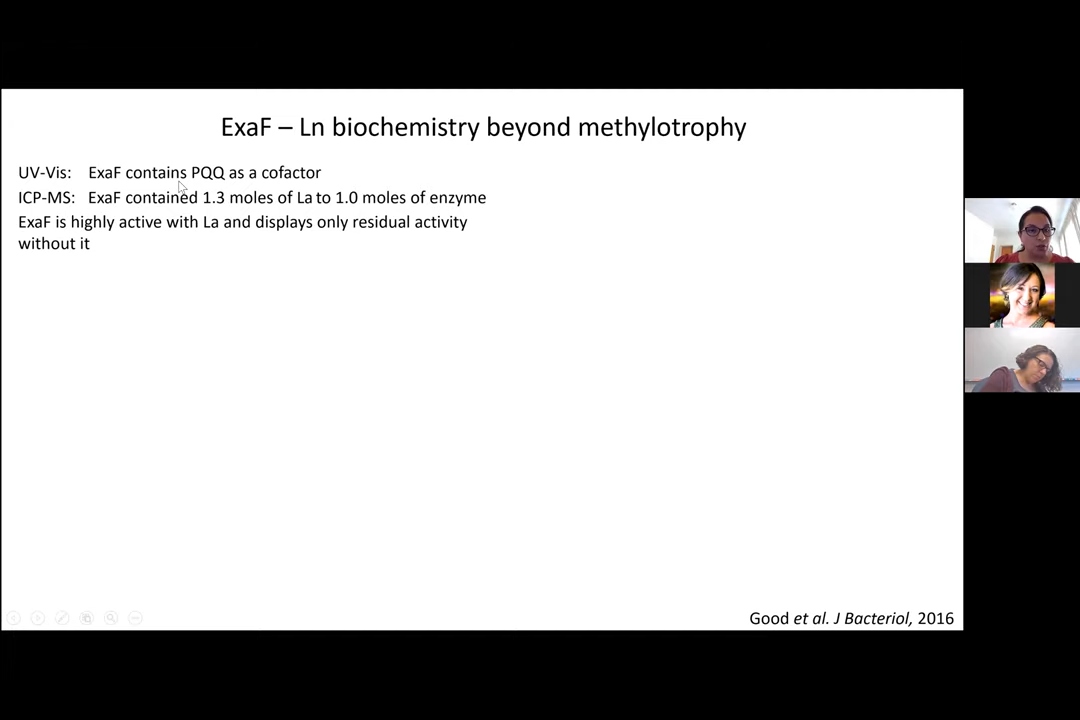 ExaF – Ln biochemistry beyond methylotrophy
UV-Vis: ExaF contains PQQ as a cofactor
ICP-MS: ExaF contained 1.3 moles of La to 1.0 moles of enzyme
ExaF is highly active with La and displays only residual activity
without it
Good et al. J Bacteriol, 2016